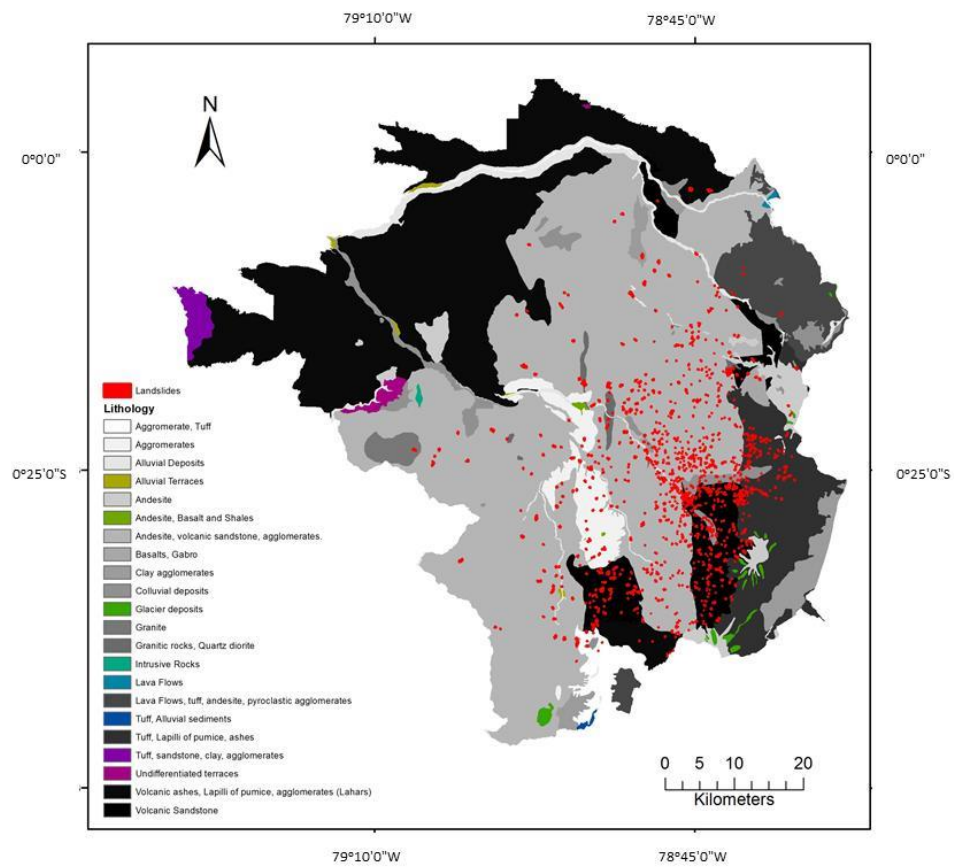 79°10'0"W 78°45'0"W
N
0°0'0" 0°0'0"
Landslides
Lithology
Agglomerate, Tuff
Agglomerates
Alluvial Deposits
Alluvial Terraces
Andesite
Andesite, Basalt and Shales
Andesite, volcanic sandstone, agglomerates.
Basalts, Gabro
Clay agglomerates
Colluvial deposits
Glacier deposits
Granite
Granitic rocks, Quartz diorite
Intrusive Rocks
Lava Flows
Lava Flows, tuff, andesite, pyroclastic agglomerates
Tuff, Alluvial sediments
Tuff, Lapilli of pumice, ashes
Tuff, sandstone, clay, agglomerates
Undifferentiated terraces
Volcanic ashes, Lapilli of pumice, agglomerates (Lahars)
Volcanic Sandstone
0°25'0"S 0°25'0"S
0 5 10 20
Kilometers
79°10'0"W 78°45'0"W